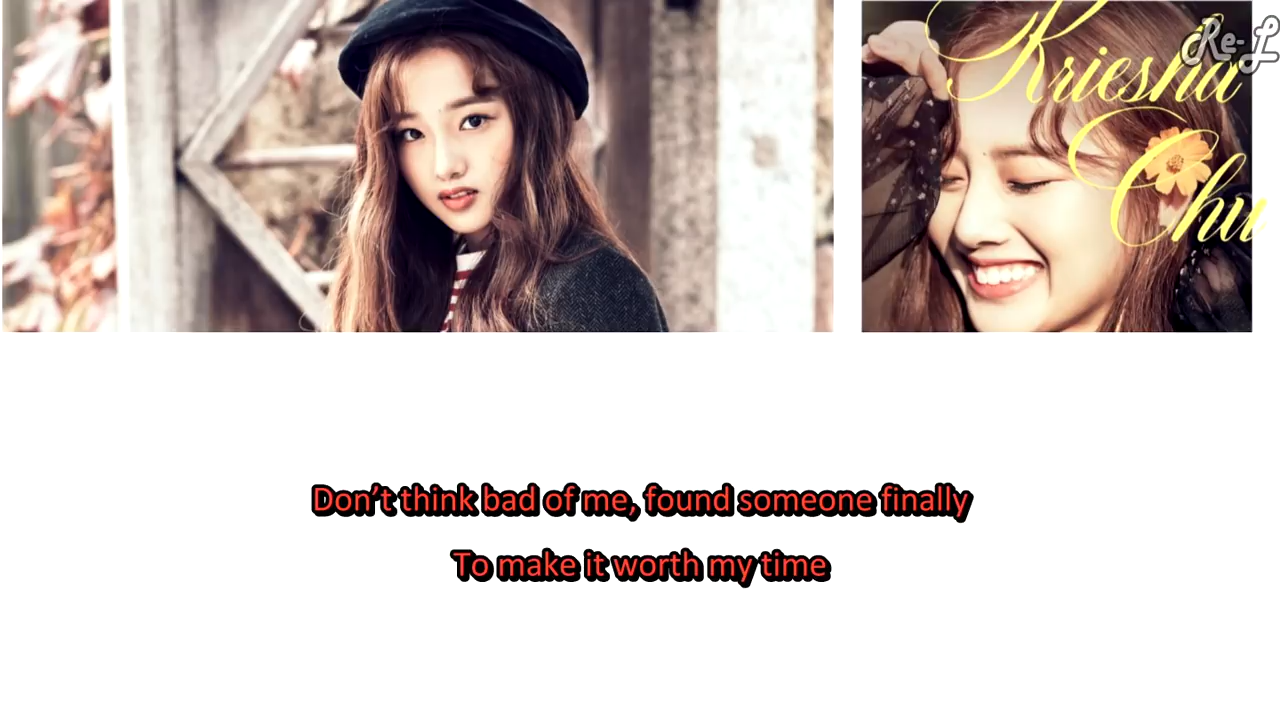 Re-L
Kriesha
Chu
Don't think bad of me, found someone finally
To make it worth my time